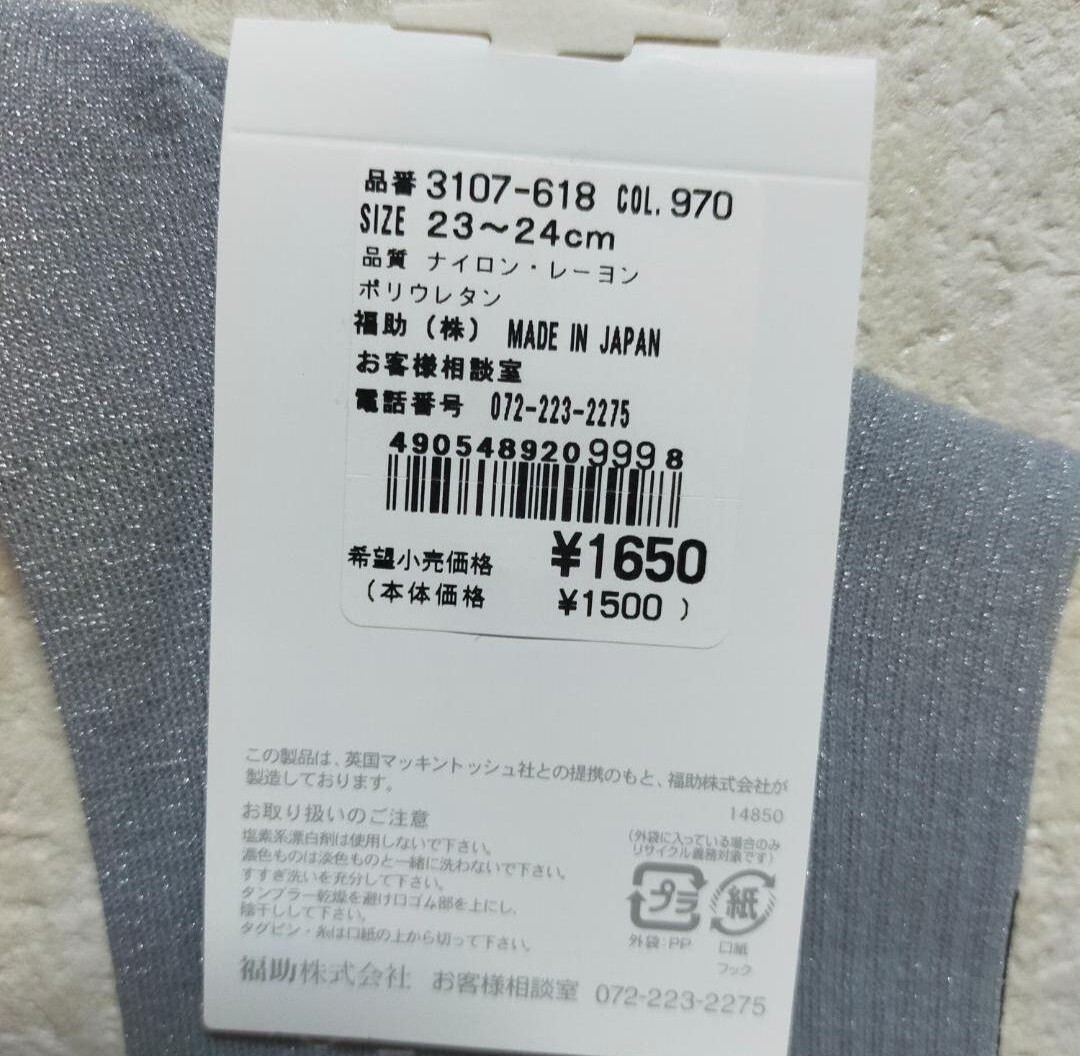 品番 3107-618 COL. 970
SIZE 23〜24cm
品質 ナイロン・レーヨン
ポリウレタン
福助（株） MADE IN JAPAN
お客様相談室
電話番号 072-223-2275
4905489209998
希望小売価格 ¥1650
（本体価格 ¥1500 ）
この製品は、英国マッキントッシュ社との提携のもと、福助株式会社が
製造しております。
14850
お取り扱いのご注意
塩素系漂白剤は使用しないで下さい。
濃色ものは淡色ものと一緒に洗わないで下さい。
すすぎ洗いを充分して下さい。
タンブラー乾燥を避け口ゴム部を上にし、
陰干しして下さい。
タグピン・糸は口紙の上から切って下さい。
（外袋に入っている場合のみ
リサイクル義務対象です）
プラ 紙
外袋:PP 口紙
フック
福助株式会社 お客様相談室 072-223-2275